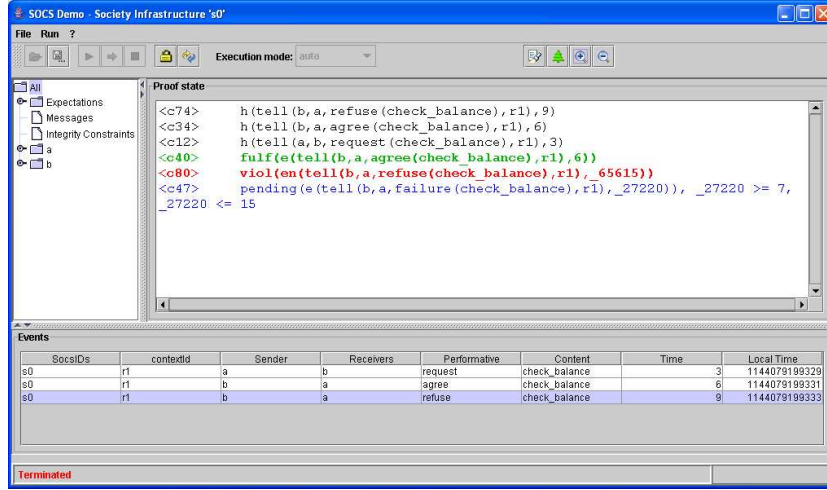 SOCS Demo - Society Infrastructure 's0'
File Run ?
Execution mode: auto
All
Expectations
Messages
Integrity Constraints
a
b
Proof state
<c74> h(tell(b,a,refuse(check_balance),r1),9)
<c34> h(tell(b,a,agree(check_balance),r1),6)
<c12> h(tell(a,b,request(check_balance),r1),3)
<c40> fulf(e(tell(b,a,agree(check_balance),r1),6))
<c80> viol(en(tell(b,a,refuse(check_balance),r1),_65615))
<c47> pending(e(tell(b,a,failure(check_balance),r1),_27220)), _27220 >= 7,
_27220 <= 15
Events
SocsIDs contextId Sender Receivers Performative Content Time Local Time
s0 r1 a b request check_balance 3 1144079199329
s0 r1 b a agree check_balance 6 1144079199331
s0 r1 b a refuse check_balance 9 1144079199333
Terminated